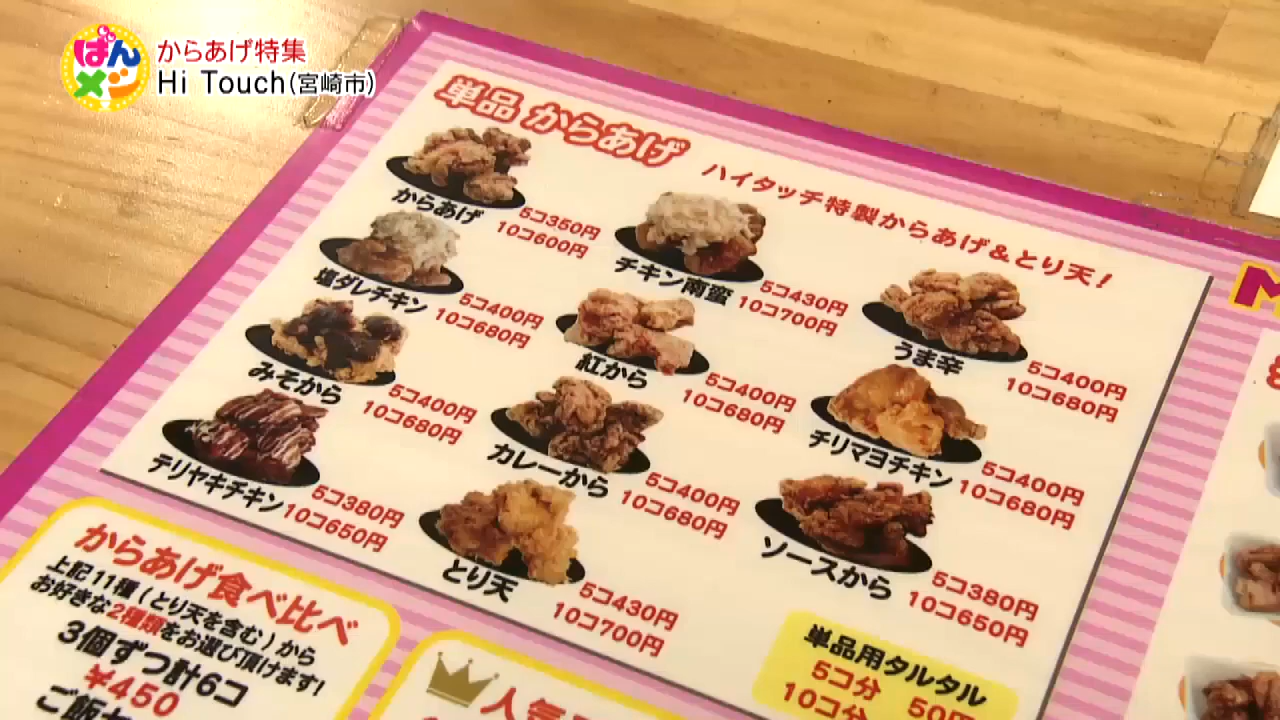 ぱん
メシ
からあげ特集
Hi Touch(宮崎市)
単品 からあげ
ハイタッチ特製からあげ&とり天!
からあげ
5コ350円
10コ600円
塩ダレチキン
5コ400円
10コ680円
みそから
5コ400円
10コ680円
テリヤキチキン
5コ380円
10コ650円
チキン南蛮
5コ430円
10コ700円
紅から
5コ400円
10コ680円
カレーから
5コ400円
10コ680円
とり天
5コ430円
10コ700円
うま辛
5コ400円
10コ680円
チリマヨチキン
5コ400円
10コ680円
ソースから
5コ380円
10コ650円
からあげ食べ比べ
上記11種(とり天を含む)から
お好きな2種類をお選び頂けます!
3個ずつ計6コ
¥450
ご飯
人気
単品用タルタル
5コ分 50円
10コ分